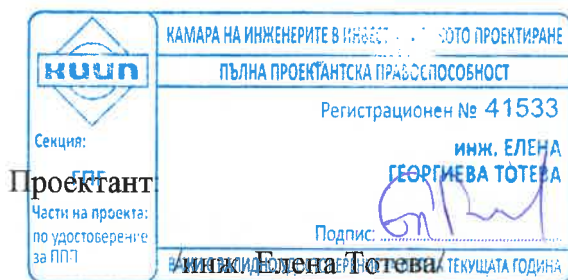 КАМАРА НА ИНЖЕНЕРИТЕ В ПРОЕКТИРАНЕ
КИИП
ПЪЛНА ПРОЕКТАНТСКА ПРАВОСПОСОБНОСТ
Регистрационен № 41533
Секция:
инж. ЕЛЕНА
ГЕОРГИЕВА ТОТЕВА
Проектант:
Части на проекта:
по удостоверение
за ППП
Подпис:
/инж. Елена Тотева/
ТЕКУЩАТА ГОДИНА